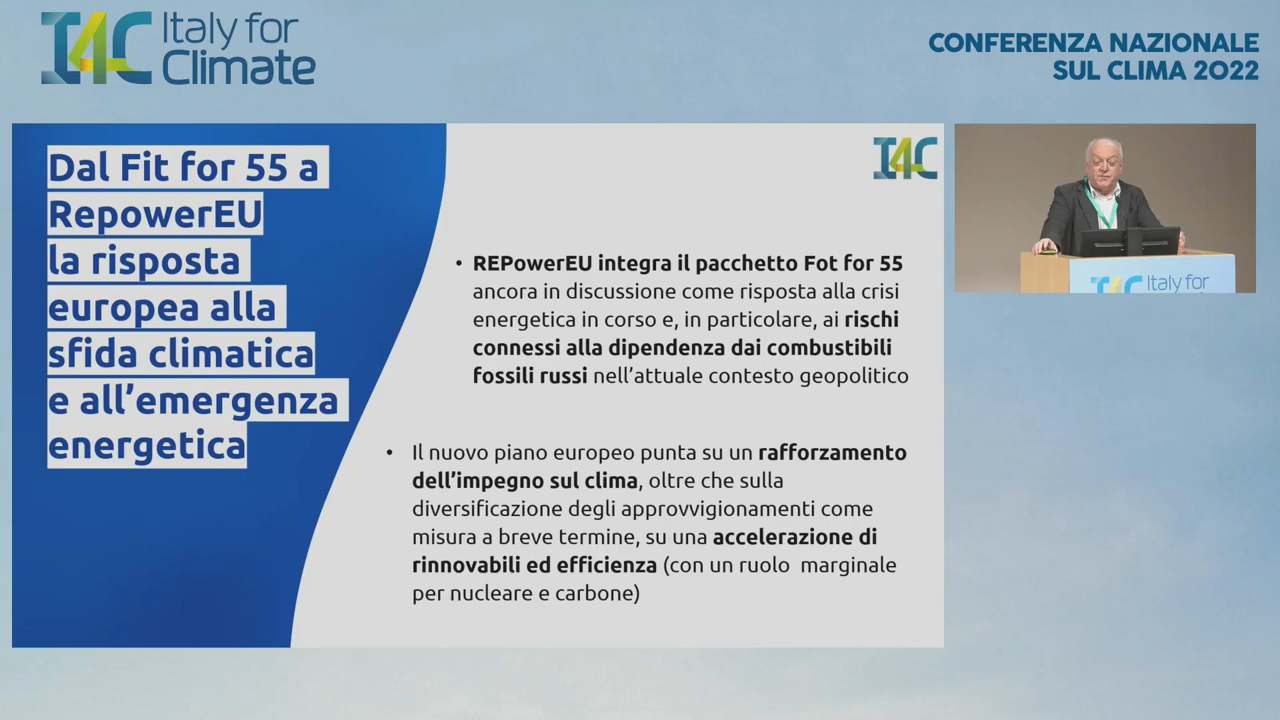 I4C Italy for
Climate
CONFERENZA NAZIONALE
SUL CLIMA 2022
Dal Fit for 55 a
RepowerEU
la risposta
europea alla
sfida climatica
e all'emergenza
energetica
I4C
• REPowerEU integra il pacchetto Fot for 55
ancora in discussione come risposta alla crisi
energetica in corso e, in particolare, ai rischi
connessi alla dipendenza dai combustibili
fossili russi nell'attuale contesto geopolitico
• Il nuovo piano europeo punta su un rafforzamento
dell'impegno sul clima, oltre che sulla
diversificazione degli approvvigionamenti come
misura a breve termine, su una accelerazione di
rinnovabili ed efficienza (con un ruolo marginale
per nucleare e carbone)
I4C Italy for